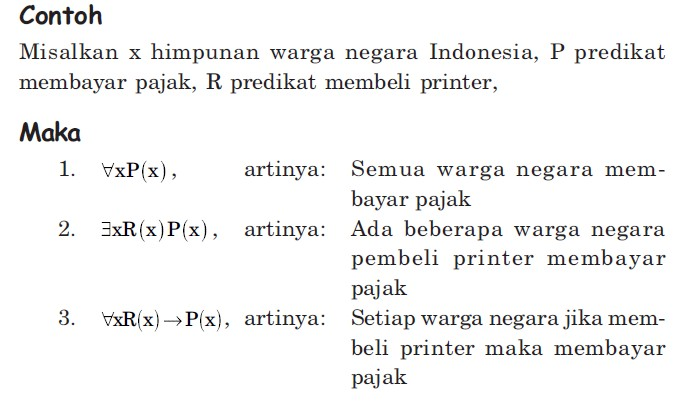 Contoh
Misalkan x himpunan warga negara Indonesia, P predikat
membayar pajak, R predikat membeli printer,
Maka
1. ∀xP(x), artinya: Semua warga negara mem-
bayar pajak
2. ∃xR(x)P(x), artinya: Ada beberapa warga negara
pembeli printer membayar
pajak
3. ∀xR(x)→P(x), artinya: Setiap warga negara jika mem-
beli printer maka membayar
pajak